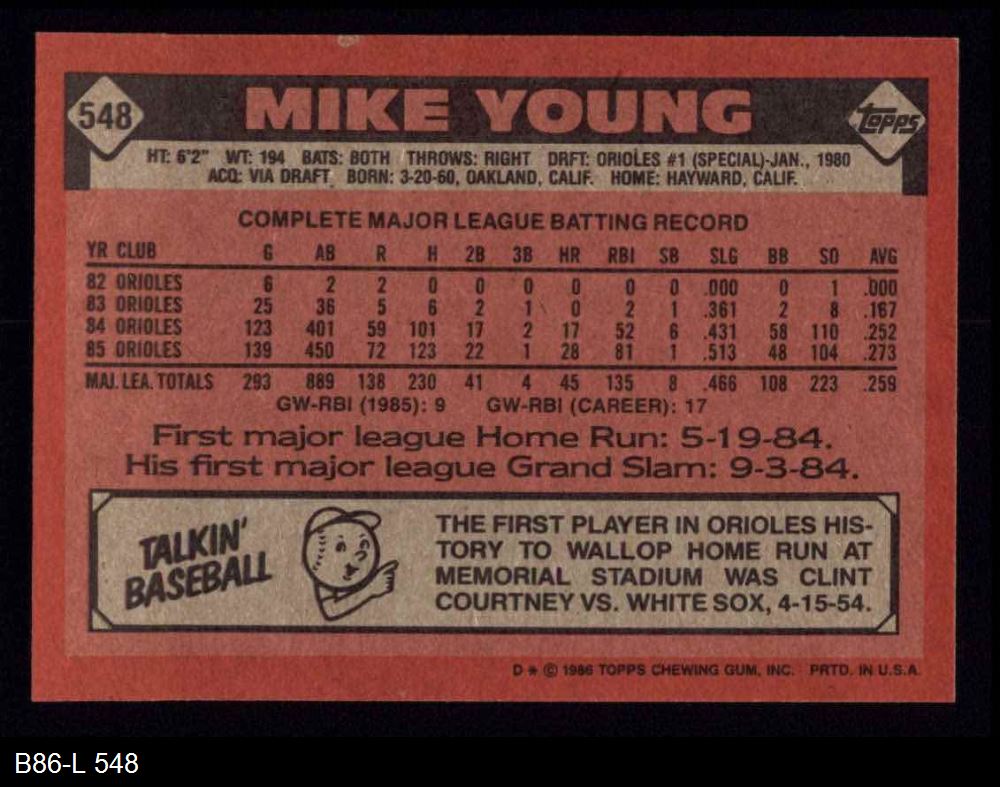 548 MIKE YOUNG Topps
HT: 6'2" WT: 194 BATS: BOTH THROWS: RIGHT DRFT: ORIOLES #1 (SPECIAL)-JAN., 1980
ACQ: VIA DRAFT BORN: 3-20-60, OAKLAND, CALIF. HOME: HAYWARD, CALIF.
COMPLETE MAJOR LEAGUE BATTING RECORD
YR CLUB G AB R H 2B 3B HR RBI SB SLG BB SO AVG
82 ORIOLES 6 2 2 0 0 0 0 0 0 .000 0 1 .000
83 ORIOLES 25 36 5 6 2 1 0 2 1 .361 2 8 .167
84 ORIOLES 123 401 59 101 17 2 17 52 6 .431 58 110 .252
85 ORIOLES 139 450 72 123 22 1 28 81 1 .513 48 104 .273
MAJ. LEA. TOTALS 293 889 138 230 41 4 45 135 8 .466 108 223 .259
GW-RBI (1985): 9 GW-RBI (CAREER): 17
First major league Home Run: 5-19-84.
His first major league Grand Slam: 9-3-84.
TALKIN'
BASEBALL
THE FIRST PLAYER IN ORIOLES HIS-
TORY TO WALLOP HOME RUN AT
MEMORIAL STADIUM WAS CLINT
COURTNEY VS. WHITE SOX, 4-15-54.
D * © 1986 TOPPS CHEWING GUM, INC. PRTD. IN U.S.A.
B86-L 548